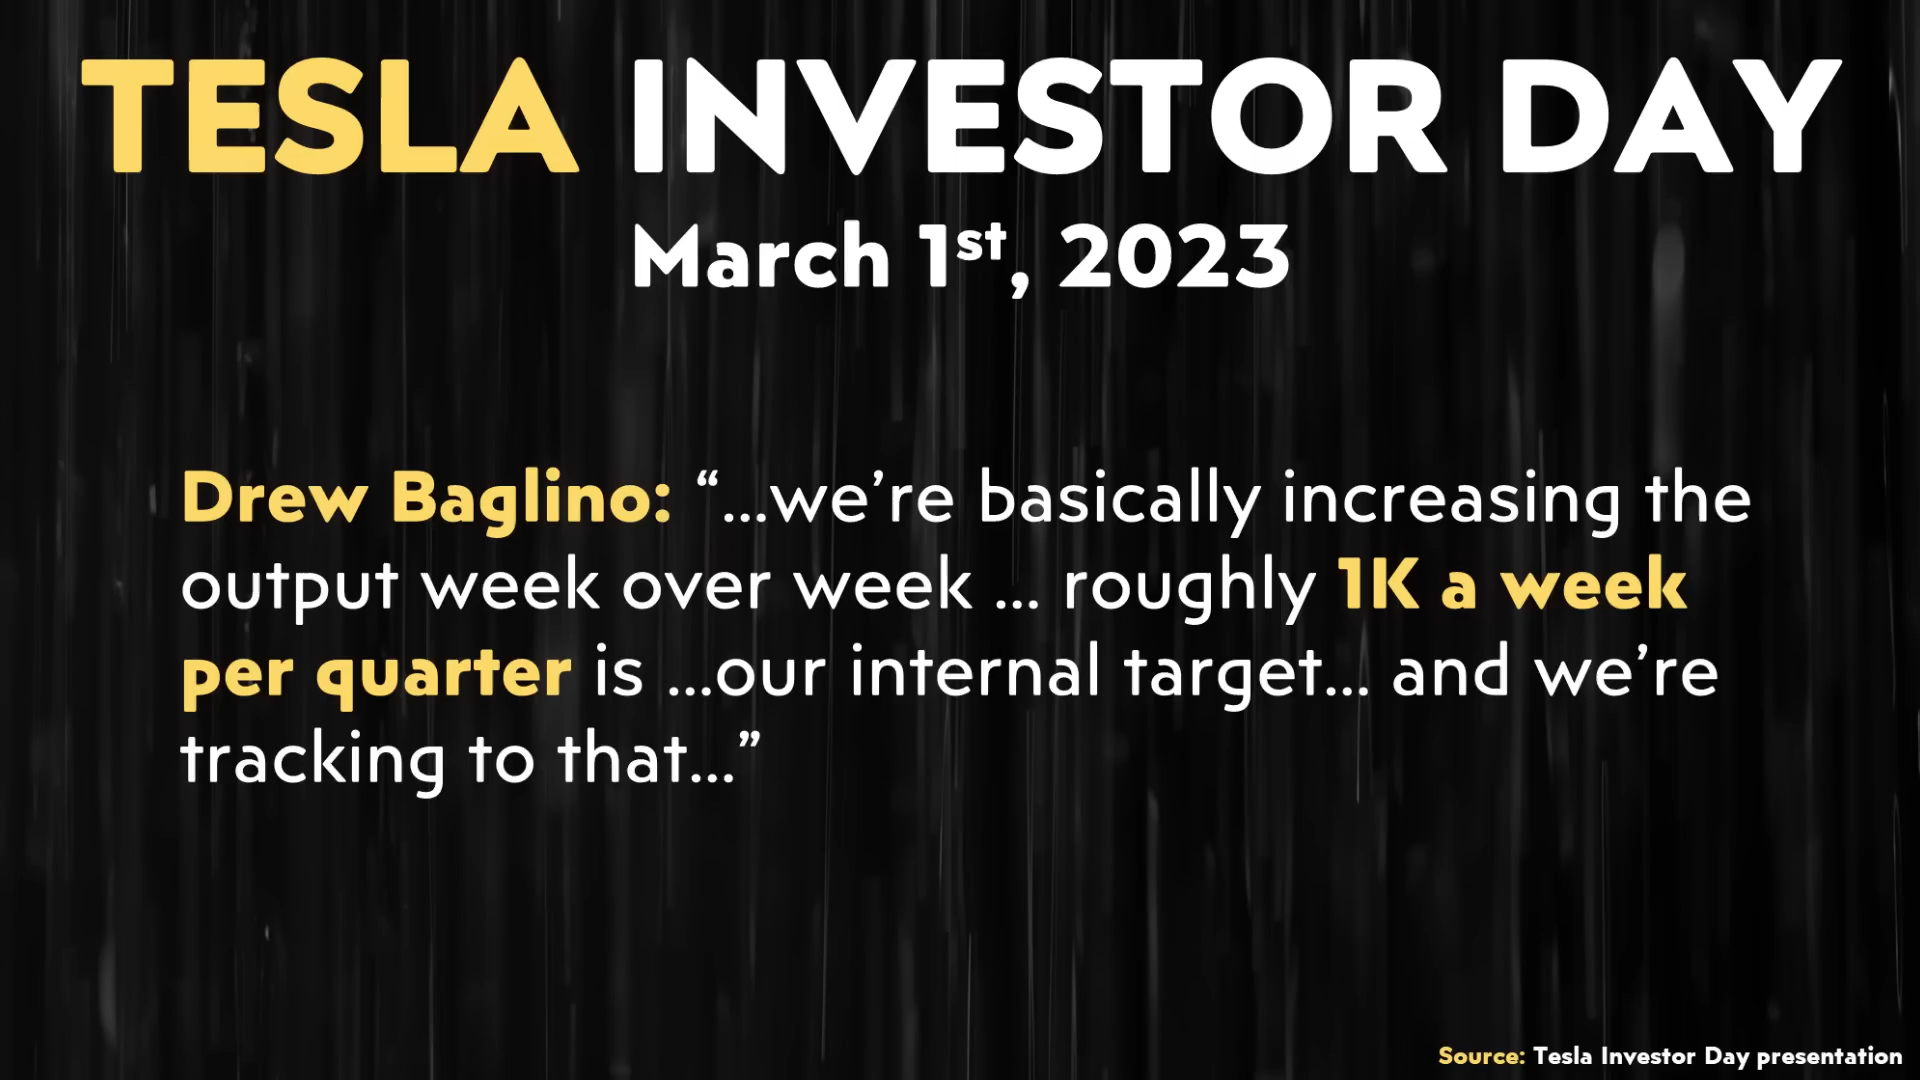 TESLA INVESTOR DAY
March 1st, 2023
Drew Baglino: “...we’re basically increasing the
output week over week ... roughly 1K a week
per quarter is ...our internal target... and we’re
tracking to that...”
Source: Tesla Investor Day presentation